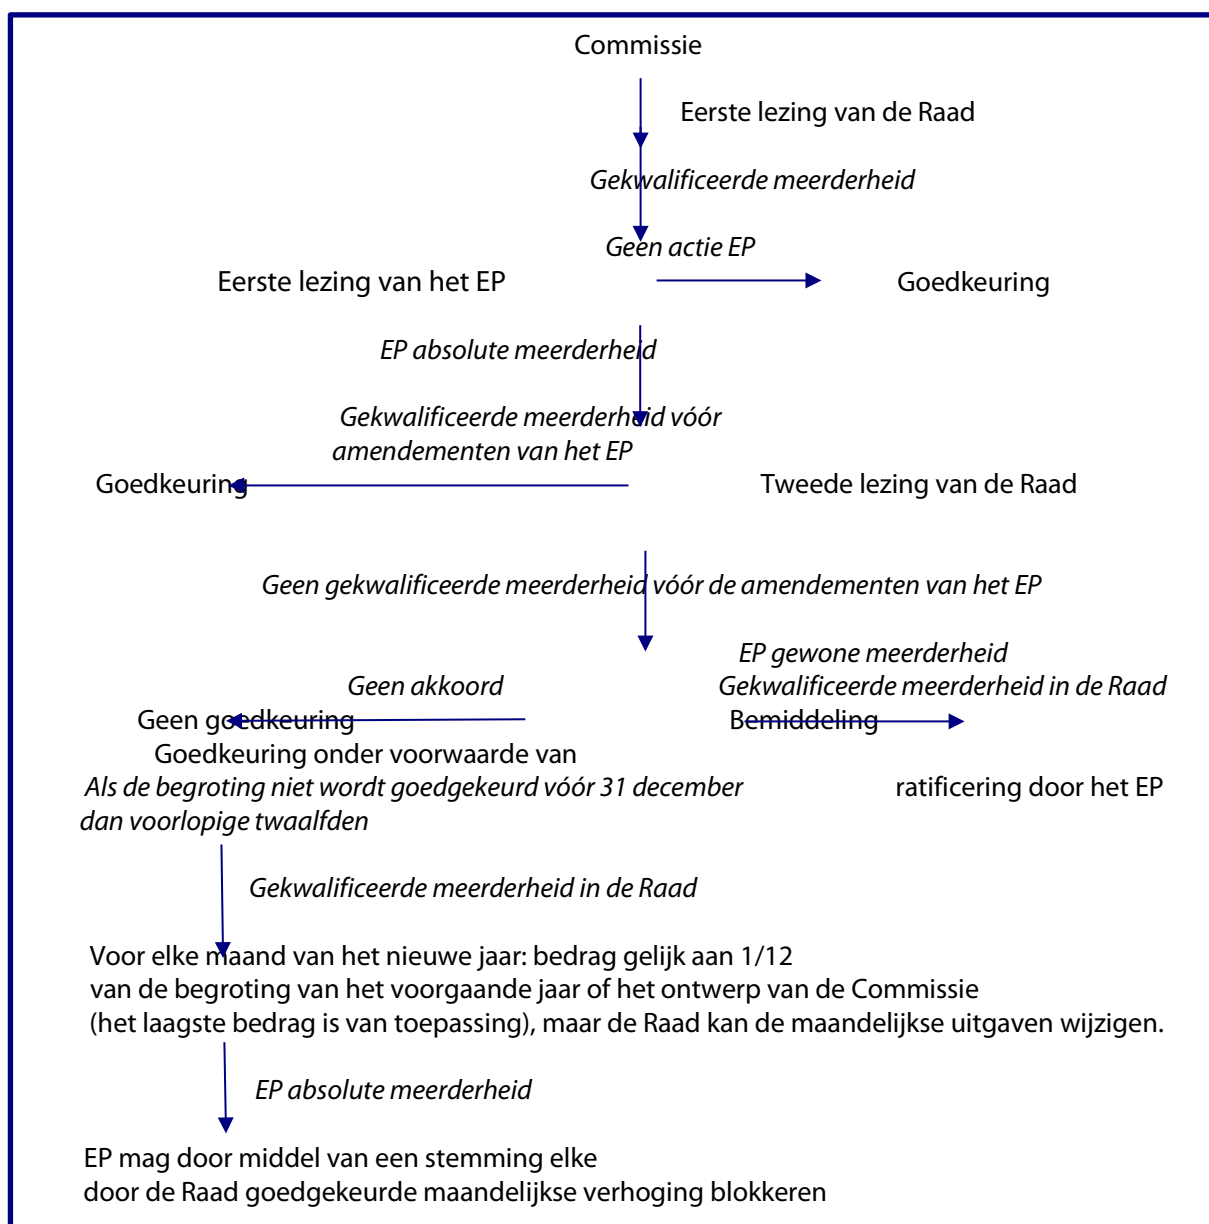 Commissie
Eerste lezing van de Raad
Gekwalificeerde meerderheid
Geen actie EP
Eerste lezing van het EP
Goedkeuring
EP absolute meerderheid
Gekwalificeerde meerderheid vóór
amendementen van het EP
Goedkeuring
Tweede lezing van de Raad
Geen gekwalificeerde meerderheid vóór de amendementen van het EP
EP gewone meerderheid
Geen akkoord
Gekwalificeerde meerderheid in de Raad
Geen goedkeuring
Bemiddeling
Goedkeuring onder voorwaarde van
Als de begroting niet wordt goedgekeurd vóór 31 december
ratificering door het EP
dan voorlopige twaalfden
Gekwalificeerde meerderheid in de Raad
Voor elke maand van het nieuwe jaar: bedrag gelijk aan 1/12
van de begroting van het voorgaande jaar of het ontwerp van de Commissie
(het laagste bedrag is van toepassing), maar de Raad kan de maandelijkse uitgaven wijzigen.
EP absolute meerderheid
EP mag door middel van een stemming elke
door de Raad goedgekeurde maandelijkse verhoging blokkeren